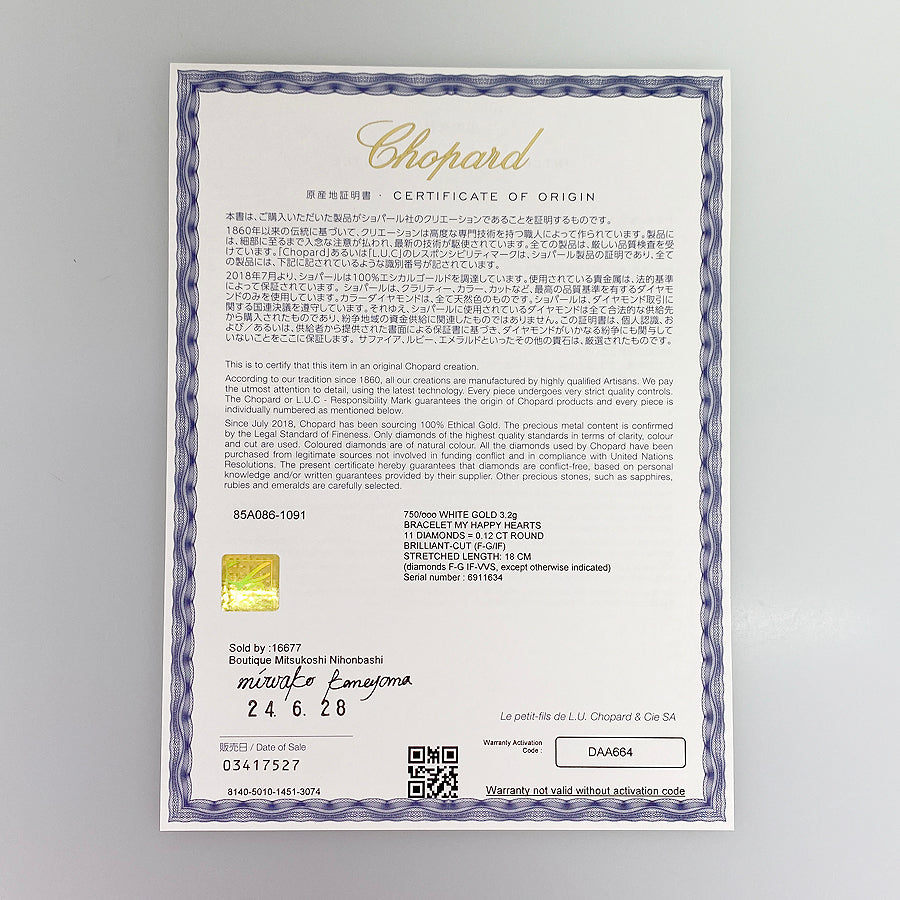 Chopard
原産地証明書 · CERTIFICATE OF ORIGIN
本書は、ご購入いただいた製品がショパール社のクリエーションであることを証明するものです。
1860年以来の伝統に基づいて、クリエーションは高度な専門技術を持つ職人によって作られています。製品に
は、細部に至るまで入念な注意が払われ、最新の技術が駆使されています。全ての製品は、厳しい品質検査を受
けています。「Chopard」あるいは「L.U.C」のレスポンシビリティマークは、ショパール製品の証明であり、全て
の製品には、下記に記されているような識別番号が記されています。
2018年7月より、ショパールは100%エシカルゴールドを調達しています。使用されている貴金属は、法的基準
によって保証されています。ショパールは、クラリティー、カラー、カットなど、最高の品質基準を有するダイヤモ
ンドのみを使用しています。カラーダイヤモンドは、全て天然色のものです。ショパールは、ダイヤモンド取引に
関する国連決議を遵守しています。それゆえ、ショパールに使用されているダイヤモンドは全て合法的な供給先
から購入されたものであり、紛争地域の資金供給に関連したものではありません。この証明書は、個人認識、お
よび／あるいは、供給者から提供された書面による保証書に基づき、ダイヤモンドがいかなる紛争にも関与して
いないことをここに保証します。サファイア、ルビー、エメラルドといったその他の貴石は、厳選されたものです。
This is to certify that this item in an original Chopard creation.
According to our tradition since 1860, all our creations are manufactured by highly qualified Artisans. We pay
the utmost attention to detail, using the latest technology. Every piece undergoes very strict quality controls.
The Chopard or L.U.C - Responsibility Mark guarantees the origin of Chopard products and every piece is
individually numbered as mentioned below.
Since July 2018, Chopard has been sourcing 100% Ethical Gold. The precious metal content is confirmed
by the Legal Standard of Fineness. Only diamonds of the highest quality standards in terms of clarity, colour
and cut are used. Coloured diamonds are of natural colour. All the diamonds used by Chopard have been
purchased from legitimate sources not involved in funding conflict and in compliance with United Nations
Resolutions. The present certificate hereby guarantees that diamonds are conflict-free, based on personal
knowledge and/or written guarantees provided by their supplier. Other precious stones, such as sapphires,
rubies and emeralds are carefully selected.
85A086-1091
750/ooo WHITE GOLD 3.2g
BRACELET MY HAPPY HEARTS
11 DIAMONDS = 0.12 CT ROUND
BRILLIANT-CUT (F-G/IF)
STRETCHED LENGTH: 18 CM
(diamonds F-G IF-VVS, except otherwise indicated)
Serial number : 6911634
Sold by :16677
Boutique Mitsukoshi Nihonbashi
miwako kameyama
24. 6. 28
Le petit-fils de L.U. Chopard & Cie SA
販売日 / Date of Sale
03417527
8140-5010-1451-3074
Warranty Activation
Code :
DAA664
Warranty not valid without activation code